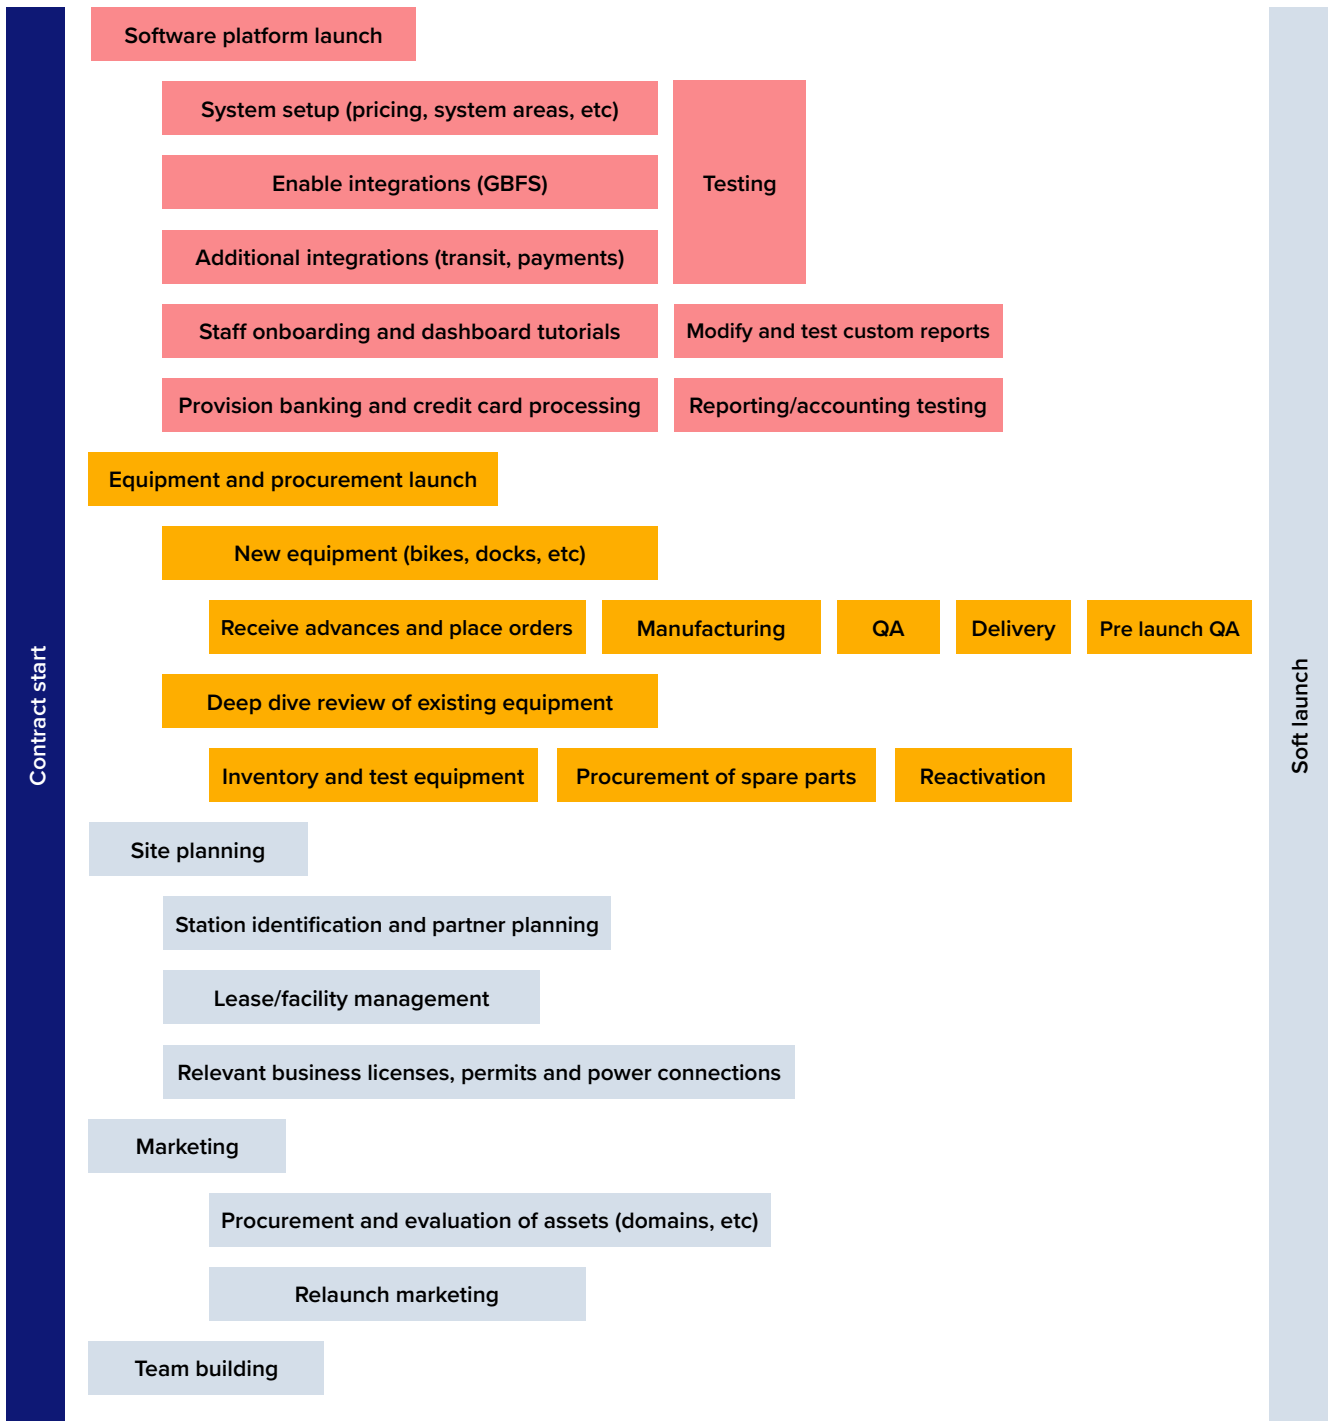 Software platform launch
System setup (pricing, system areas, etc)
Enable integrations (GBFS)
Testing
Additional integrations (transit, payments)
Staff onboarding and dashboard tutorials
Modify and test custom reports
Provision banking and credit card processing
Reporting/accounting testing
Equipment and procurement launch
New equipment (bikes, docks, etc)
Receive advances and place orders
Manufacturing
QA
Delivery
Pre launch QA
Deep dive review of existing equipment
Inventory and test equipment
Procurement of spare parts
Reactivation
Site planning
Station identification and partner planning
Lease/facility management
Relevant business licenses, permits and power connections
Marketing
Procurement and evaluation of assets (domains, etc)
Relaunch marketing
Team building
Contract start
Soft launch